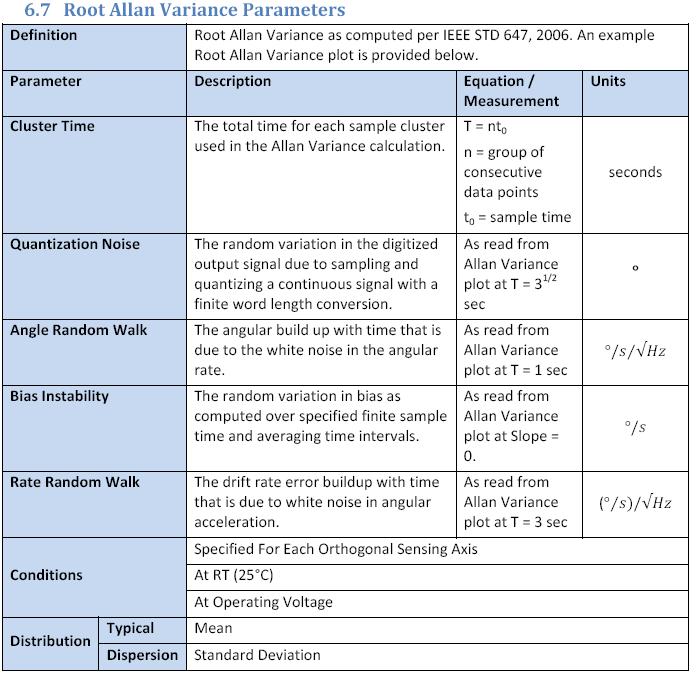 6.7 Root Allan Variance Parameters
Definition
Root Allan Variance as computed per IEEE STD 647, 2006. An example
Root Allan Variance plot is provided below.
Parameter
Description
Equation /
Measurement
Units
Cluster Time
The total time for each sample cluster
used in the Allan Variance calculation.
T = nt₀
n = group of
consecutive
data points
t₀ = sample time
seconds
Quantization Noise
The random variation in the digitized
output signal due to sampling and
quantizing a continuous signal with a
finite word length conversion.
As read from
Allan Variance
plot at T = 3^1/2
sec
°
Angle Random Walk
The angular build up with time that is
due to the white noise in the angular
rate.
As read from
Allan Variance
plot at T = 1 sec
°/s/√Hz
Bias Instability
The random variation in bias as
computed over specified finite sample
time and averaging time intervals.
As read from
Allan Variance
plot at Slope =
0.
°/s
Rate Random Walk
The drift rate error buildup with time
that is due to white noise in angular
acceleration.
As read from
Allan Variance
plot at T = 3 sec
(°/s)/√Hz
Conditions
Specified For Each Orthogonal Sensing Axis
At RT (25°C)
At Operating Voltage
Distribution
Typical
Mean
Dispersion
Standard Deviation